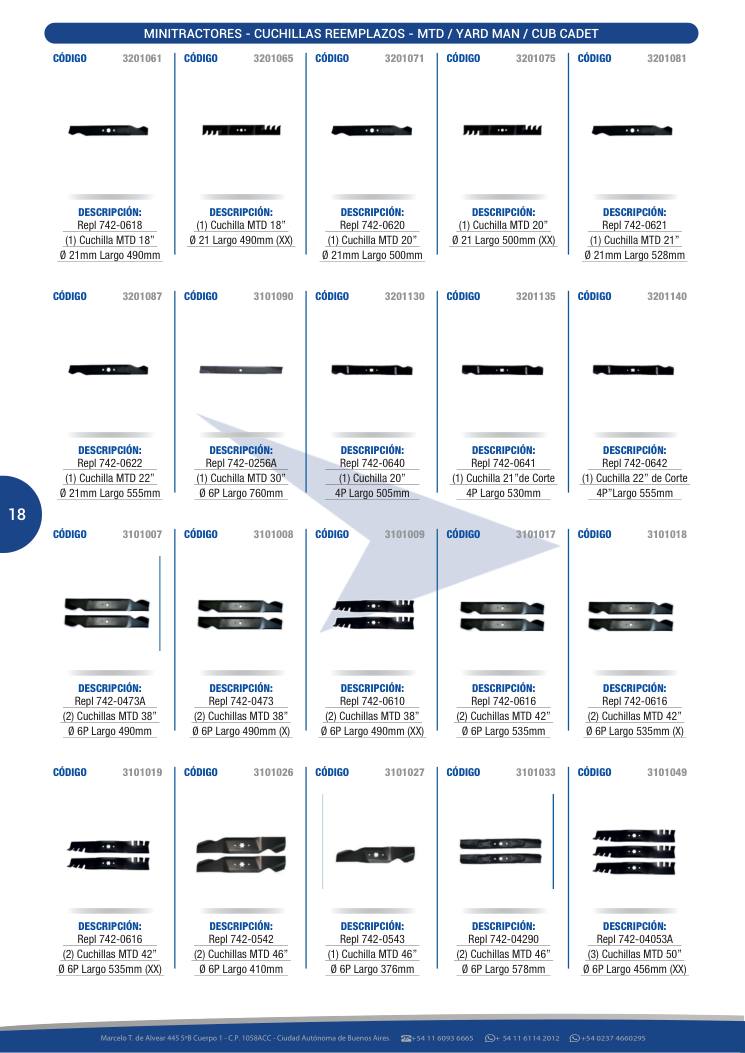 MINITRACTORES - CUCHILLAS REEMPLAZOS - MTD / YARD MAN / CUB CADET
CÓDIGO 3201061
DESCRIPCIÓN:
Repl 742-0618
(1) Cuchilla MTD 18”
Ø 21mm Largo 490mm
CÓDIGO 3201065
DESCRIPCIÓN:
(1) Cuchilla MTD 18”
Ø 21 Largo 490mm (XX)
CÓDIGO 3201071
DESCRIPCIÓN:
Repl 742-0620
(1) Cuchilla MTD 20”
Ø 21mm Largo 500mm
CÓDIGO 3201075
DESCRIPCIÓN:
(1) Cuchilla MTD 20”
Ø 21 Largo 500mm (XX)
CÓDIGO 3201081
DESCRIPCIÓN:
Repl 742-0621
(1) Cuchilla MTD 21”
Ø 21mm Largo 528mm
CÓDIGO 3201087
DESCRIPCIÓN:
Repl 742-0622
(1) Cuchilla MTD 22”
Ø 21mm Largo 555mm
CÓDIGO 3101090
DESCRIPCIÓN:
Repl 742-0256A
(1) Cuchilla MTD 30”
Ø 6P Largo 760mm
CÓDIGO 3201130
DESCRIPCIÓN:
Repl 742-0640
(1) Cuchilla 20”
4P Largo 505mm
CÓDIGO 3201135
DESCRIPCIÓN:
Repl 742-0641
(1) Cuchilla 21”de Corte
4P Largo 530mm
CÓDIGO 3201140
DESCRIPCIÓN:
Repl 742-0642
(1) Cuchilla 22” de Corte
4P”Largo 555mm
18
CÓDIGO 3101007
DESCRIPCIÓN:
Repl 742-0473A
(2) Cuchillas MTD 38”
Ø 6P Largo 490mm
CÓDIGO 3101008
DESCRIPCIÓN:
Repl 742-0473
(2) Cuchillas MTD 38”
Ø 6P Largo 490mm (X)
CÓDIGO 3101009
DESCRIPCIÓN:
Repl 742-0610
(2) Cuchillas MTD 38”
Ø 6P Largo 490mm (XX)
CÓDIGO 3101017
DESCRIPCIÓN:
Repl 742-0616
(2) Cuchillas MTD 42”
Ø 6P Largo 535mm
CÓDIGO 3101018
DESCRIPCIÓN:
Repl 742-0616
(2) Cuchillas MTD 42”
Ø 6P Largo 535mm (X)
CÓDIGO 3101019
DESCRIPCIÓN:
Repl 742-0616
(2) Cuchillas MTD 42”
Ø 6P Largo 535mm (XX)
CÓDIGO 3101026
DESCRIPCIÓN:
Repl 742-0542
(2) Cuchillas MTD 46”
Ø 6P Largo 410mm
CÓDIGO 3101027
DESCRIPCIÓN:
Repl 742-0543
(1) Cuchilla MTD 46”
Ø 6P Largo 376mm
CÓDIGO 3101033
DESCRIPCIÓN:
Repl 742-04290
(2) Cuchillas MTD 46”
Ø 6P Largo 578mm
CÓDIGO 3101049
DESCRIPCIÓN:
Repl 742-04053A
(3) Cuchillas MTD 50”
Ø 6P Largo 456mm (XX)
Marcelo T. de Alvear 445 5ºB Cuerpo 1 - C.P. 1058ACC - Ciudad Autónoma de Buenos Aires +54 11 6093 6665 + 54 11 6114 2012 +54 0237 4660295